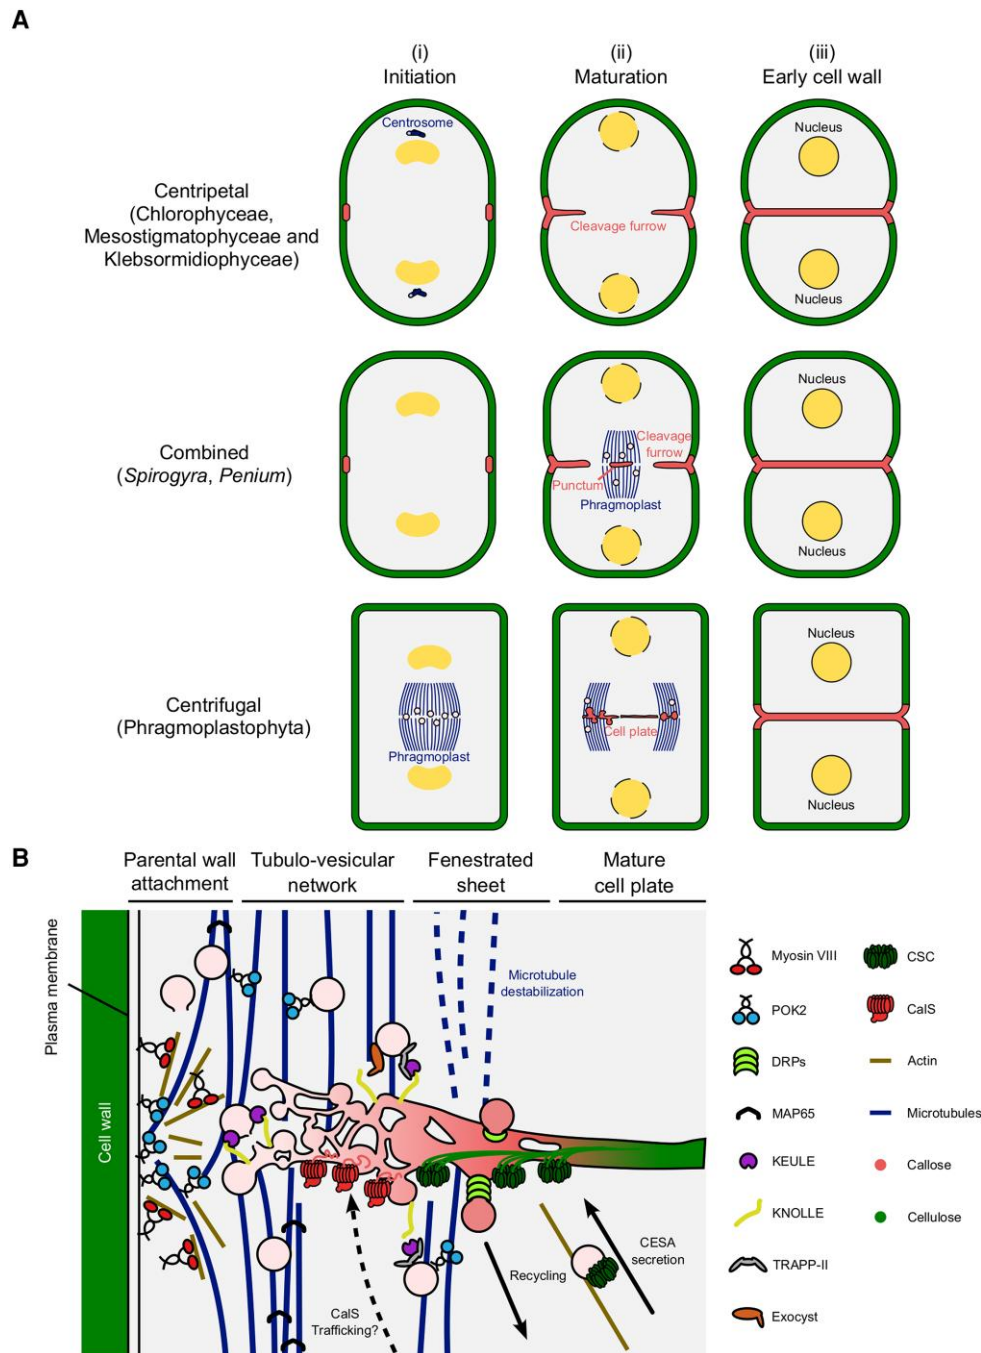 A
(i)
Initiation
(ii)
Maturation
(iii)
Early cell wall
Centripetal
(Chlorophyceae,
Mesostigmatophyceae and
Klebsormidiophyceae)
Centrosome
Cleavage furrow
Nucleus
Nucleus
Combined
(Spirogyra, Penium)
Cleavage
furrow
Punctum
Phragmoplast
Nucleus
Nucleus
Centrifugal
(Phragmoplastophyta)
Phragmoplast
Cell plate
Nucleus
Nucleus
B
Parental wall
attachment
Tubulo-vesicular
network
Fenestrated
sheet
Mature
cell plate
Plasma membrane
Cell wall
Microtubule
destabilization
CalS
Trafficking?
Recycling
CESA
secretion
Myosin VIII
CSC
POK2
CalS
DRPs
Actin
MAP65
Microtubules
KEULE
Callose
KNOLLE
Cellulose
TRAPP-II
Exocyst